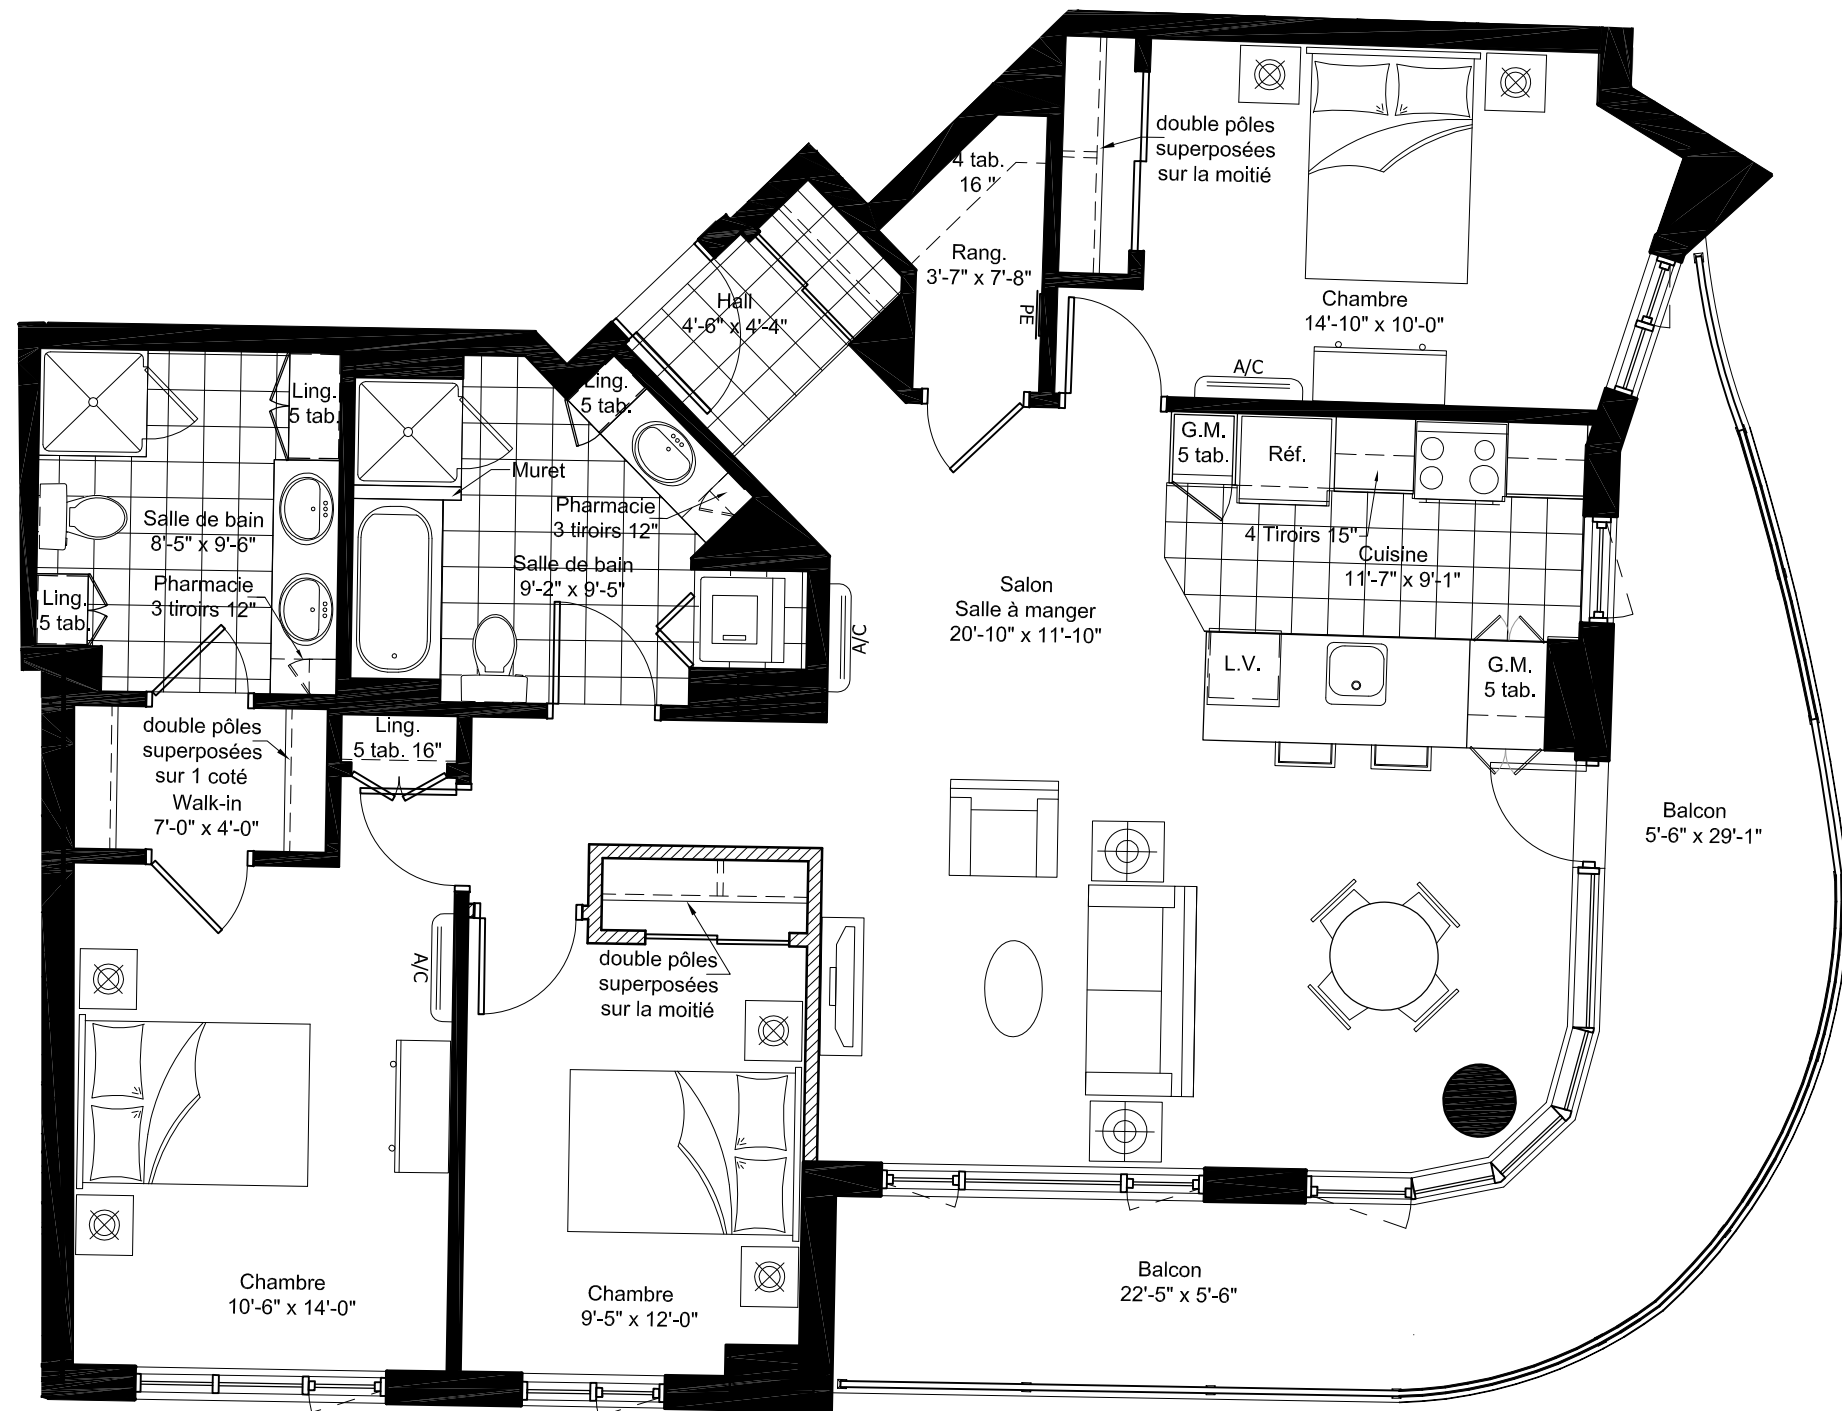 double pôles
superposées
sur la moitié
4 tab.
16 "
Rang.
3'-7" x 7'-8"
PE
Chambre
14'-10" x 10'-0"
A/C
Hall
4'-6" x 4'-4"
Ling.
5 tab.
Ling.
5 tab.
Muret
Pharmacie
3 tiroirs 12"
Salle de bain
8'-5" x 9'-6"
Pharmacie
3 tiroirs 12"
Ling.
5 tab.
Salle de bain
9'-2" x 9'-5"
A/C
G.M.
5 tab.
Réf.
4 Tiroirs 15"
Cuisine
11'-7" x 9'-1"
Salon
Salle à manger
20'-10" x 11'-10"
L.V.
G.M.
5 tab.
double pôles
superposées
sur 1 coté
Walk-in
7'-0" x 4'-0"
Ling.
5 tab. 16"
Balcon
5'-6" x 29'-1"
A/C
double pôles
superposées
sur la moitié
Chambre
10'-6" x 14'-0"
Chambre
9'-5" x 12'-0"
Balcon
22'-5" x 5'-6"